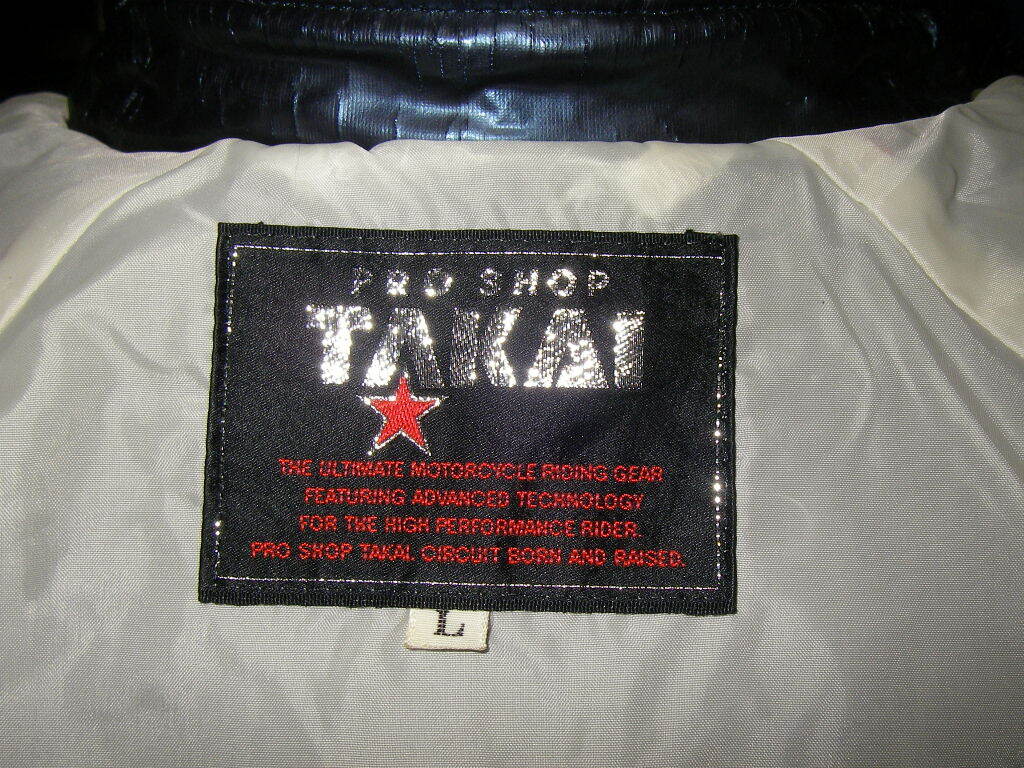 PRO SHOP
TAKAI
THE ULTIMATE MOTORCYCLE RIDING GEAR
FEATURING ADVANCED TECHNOLOGY
FOR THE HIGH PERFORMANCE RIDER.
PRO SHOP TAKAI, CIRCUIT BORN AND RAISED.
L